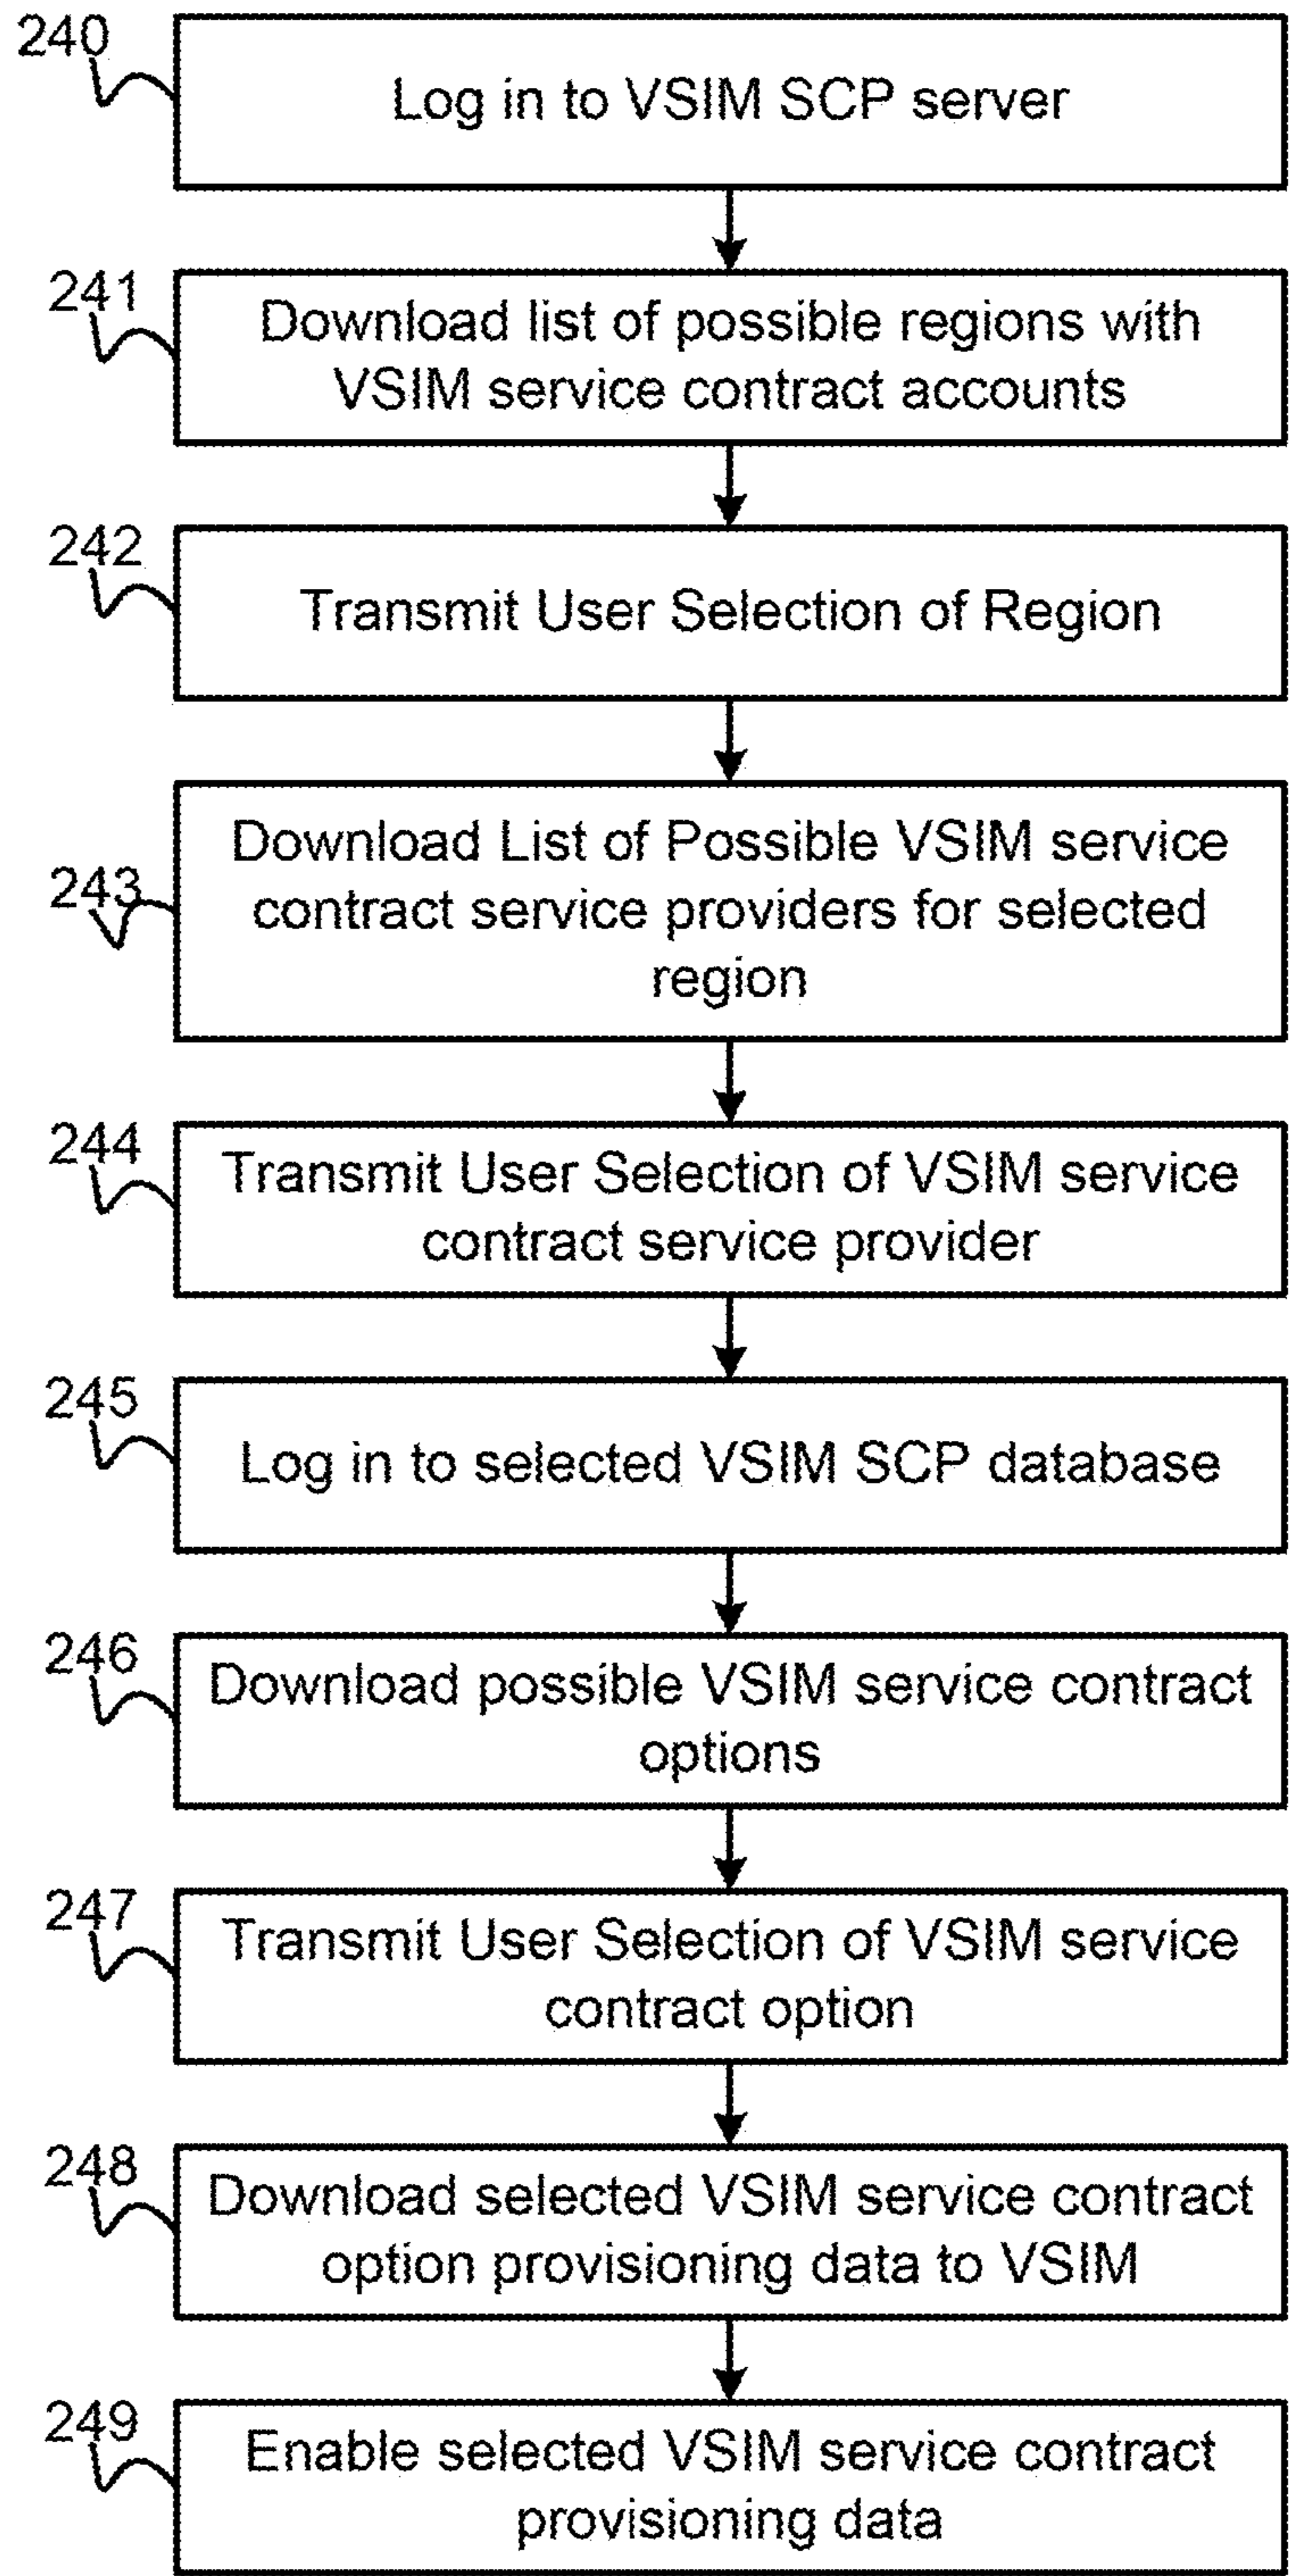 240
Log in to VSIM SCP server
241
Download list of possible regions with
VSIM service contract accounts
242
Transmit User Selection of Region
243
Download List of Possible VSIM service
contract service providers for selected
region
244
Transmit User Selection of VSIM service
contract service provider
245
Log in to selected VSIM SCP database
246
Download possible VSIM service contract
options
247
Transmit User Selection of VSIM service
contract option
248
Download selected VSIM service contract
option provisioning data to VSIM
249
Enable selected VSIM service contract
provisioning data